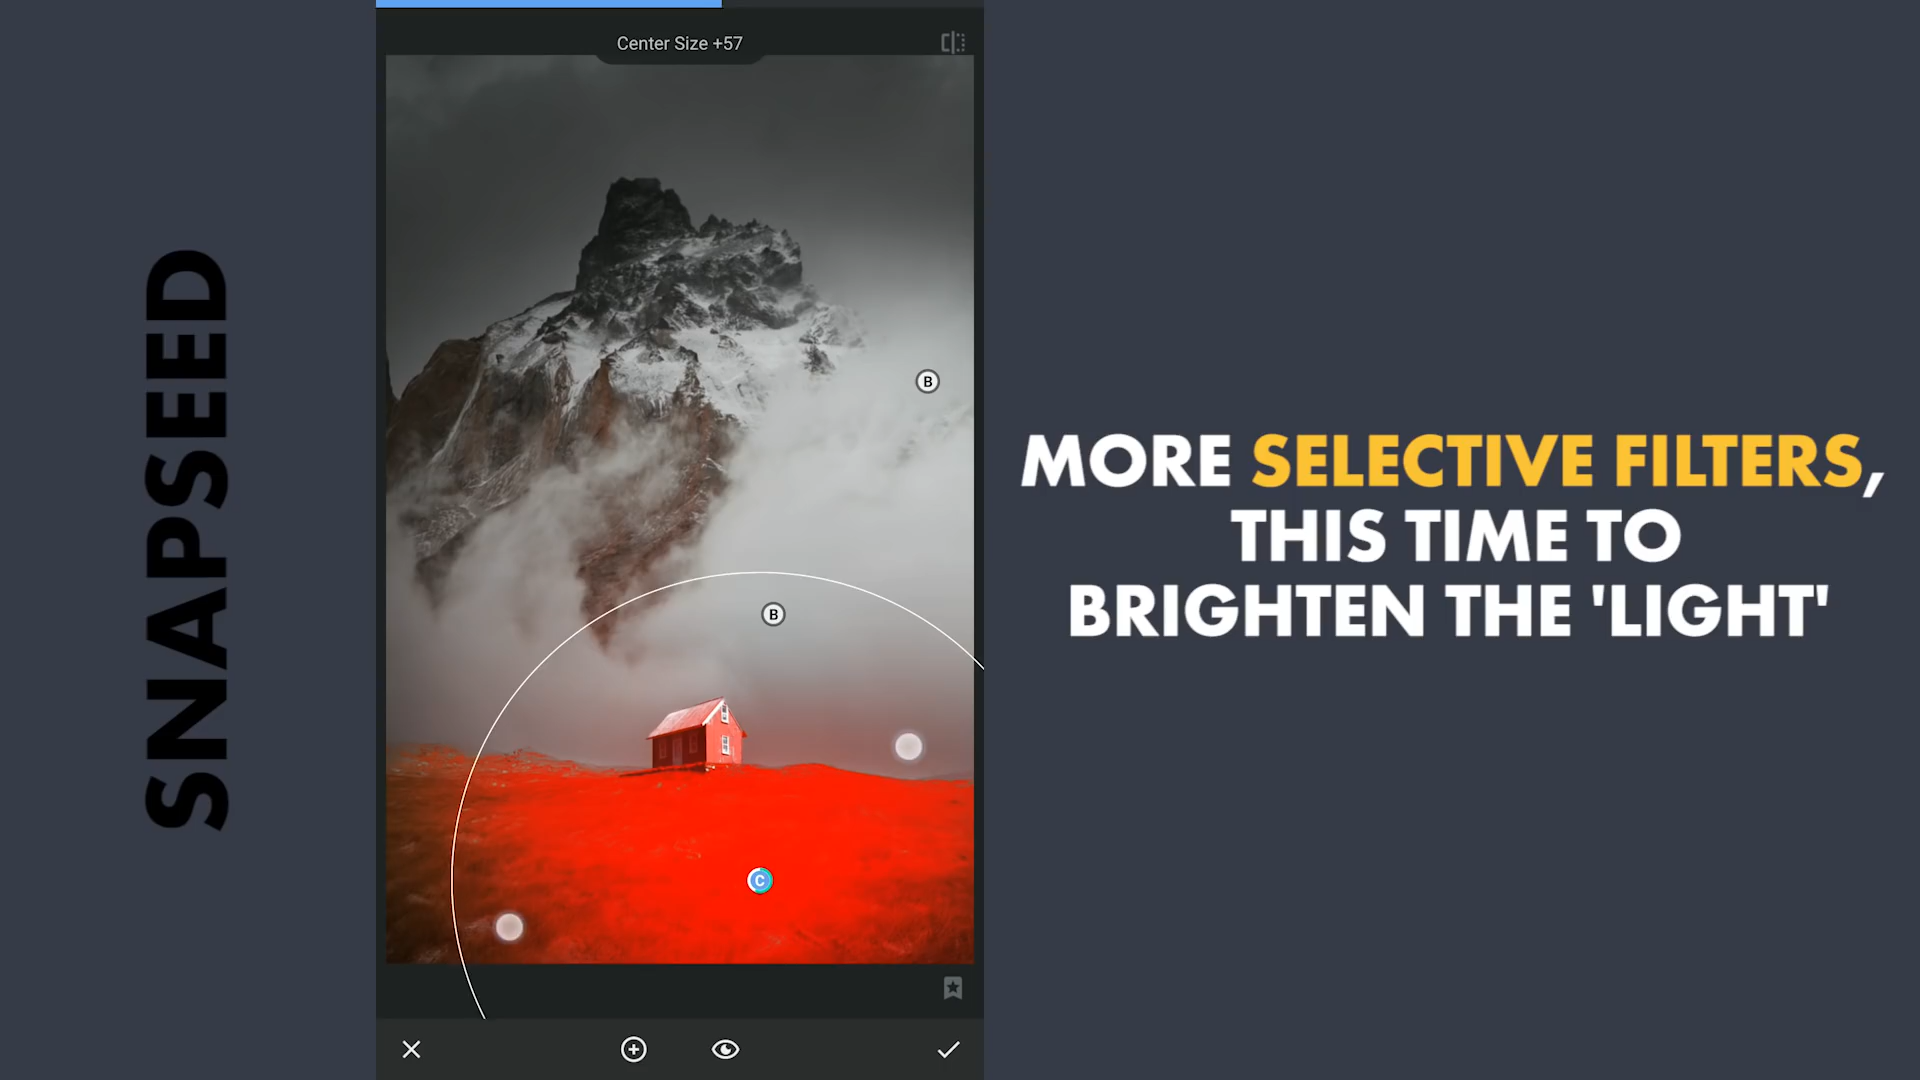 SNAPSEED
Center Size +57
B
B
C
MORE SELECTIVE FILTERS,
THIS TIME TO
BRIGHTEN THE 'LIGHT'